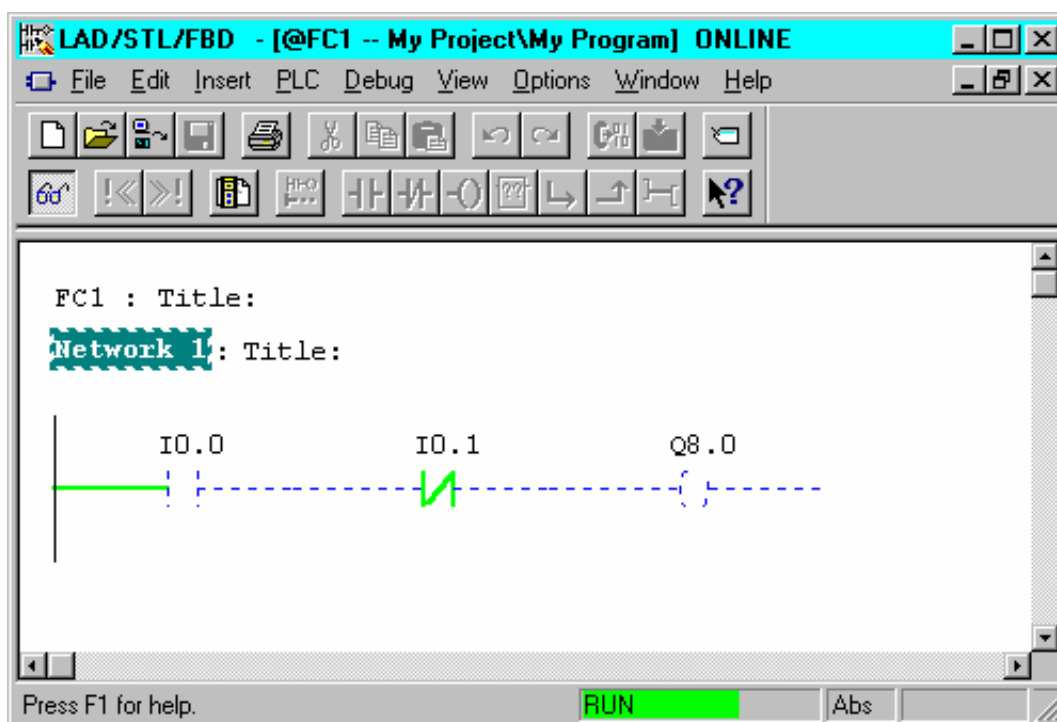 LAD/STL/FBD - [@FC1 -- My Project\My Program] ONLINE
File Edit Insert PLC Debug View Options Window Help
FC1 : Title:
Network 1: Title:
I0.0 I0.1 Q8.0
Press F1 for help. RUN Abs